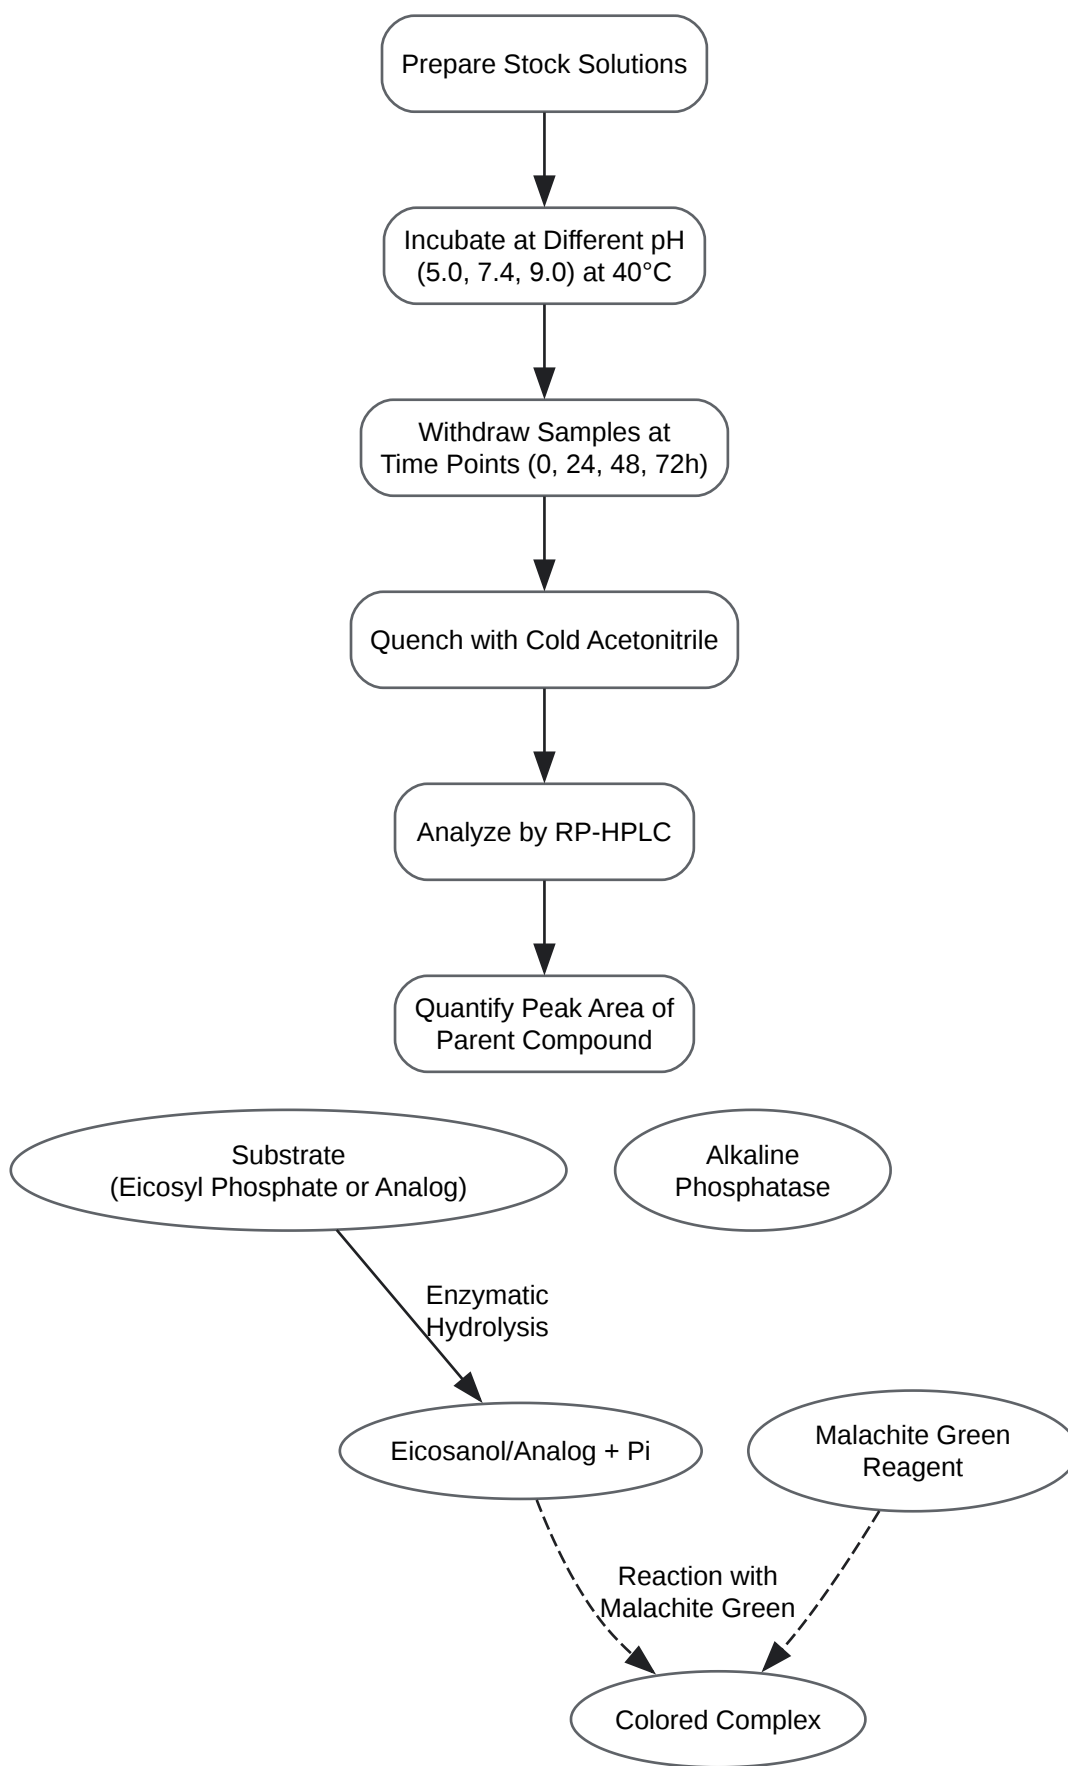 Prepare Stock Solutions
Incubate at Different pH
(5.0, 7.4, 9.0) at 40°C
Withdraw Samples at
Time Points (0, 24, 48, 72h)
Quench with Cold Acetonitrile
Analyze by RP-HPLC
Quantify Peak Area of
Parent Compound
Substrate
(Eicosyl Phosphate or Analog)
Alkaline
Phosphatase
Enzymatic
Hydrolysis
Eicosanol/Analog + Pi
Malachite Green
Reagent
Reaction with
Malachite Green
Colored Complex